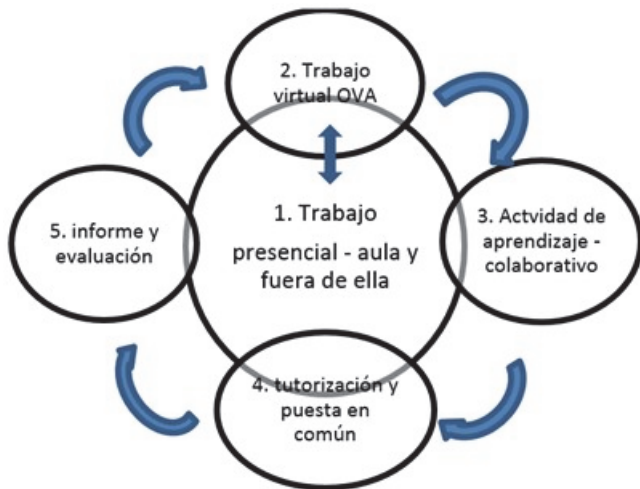 2. Trabajo
virtual OVA
1. Trabajo
presencial - aula y
fuera de ella
3. Actvidad de
aprendizaje -
colaborativo
4. tutorización y
puesta en
común
5. informe y
evaluación